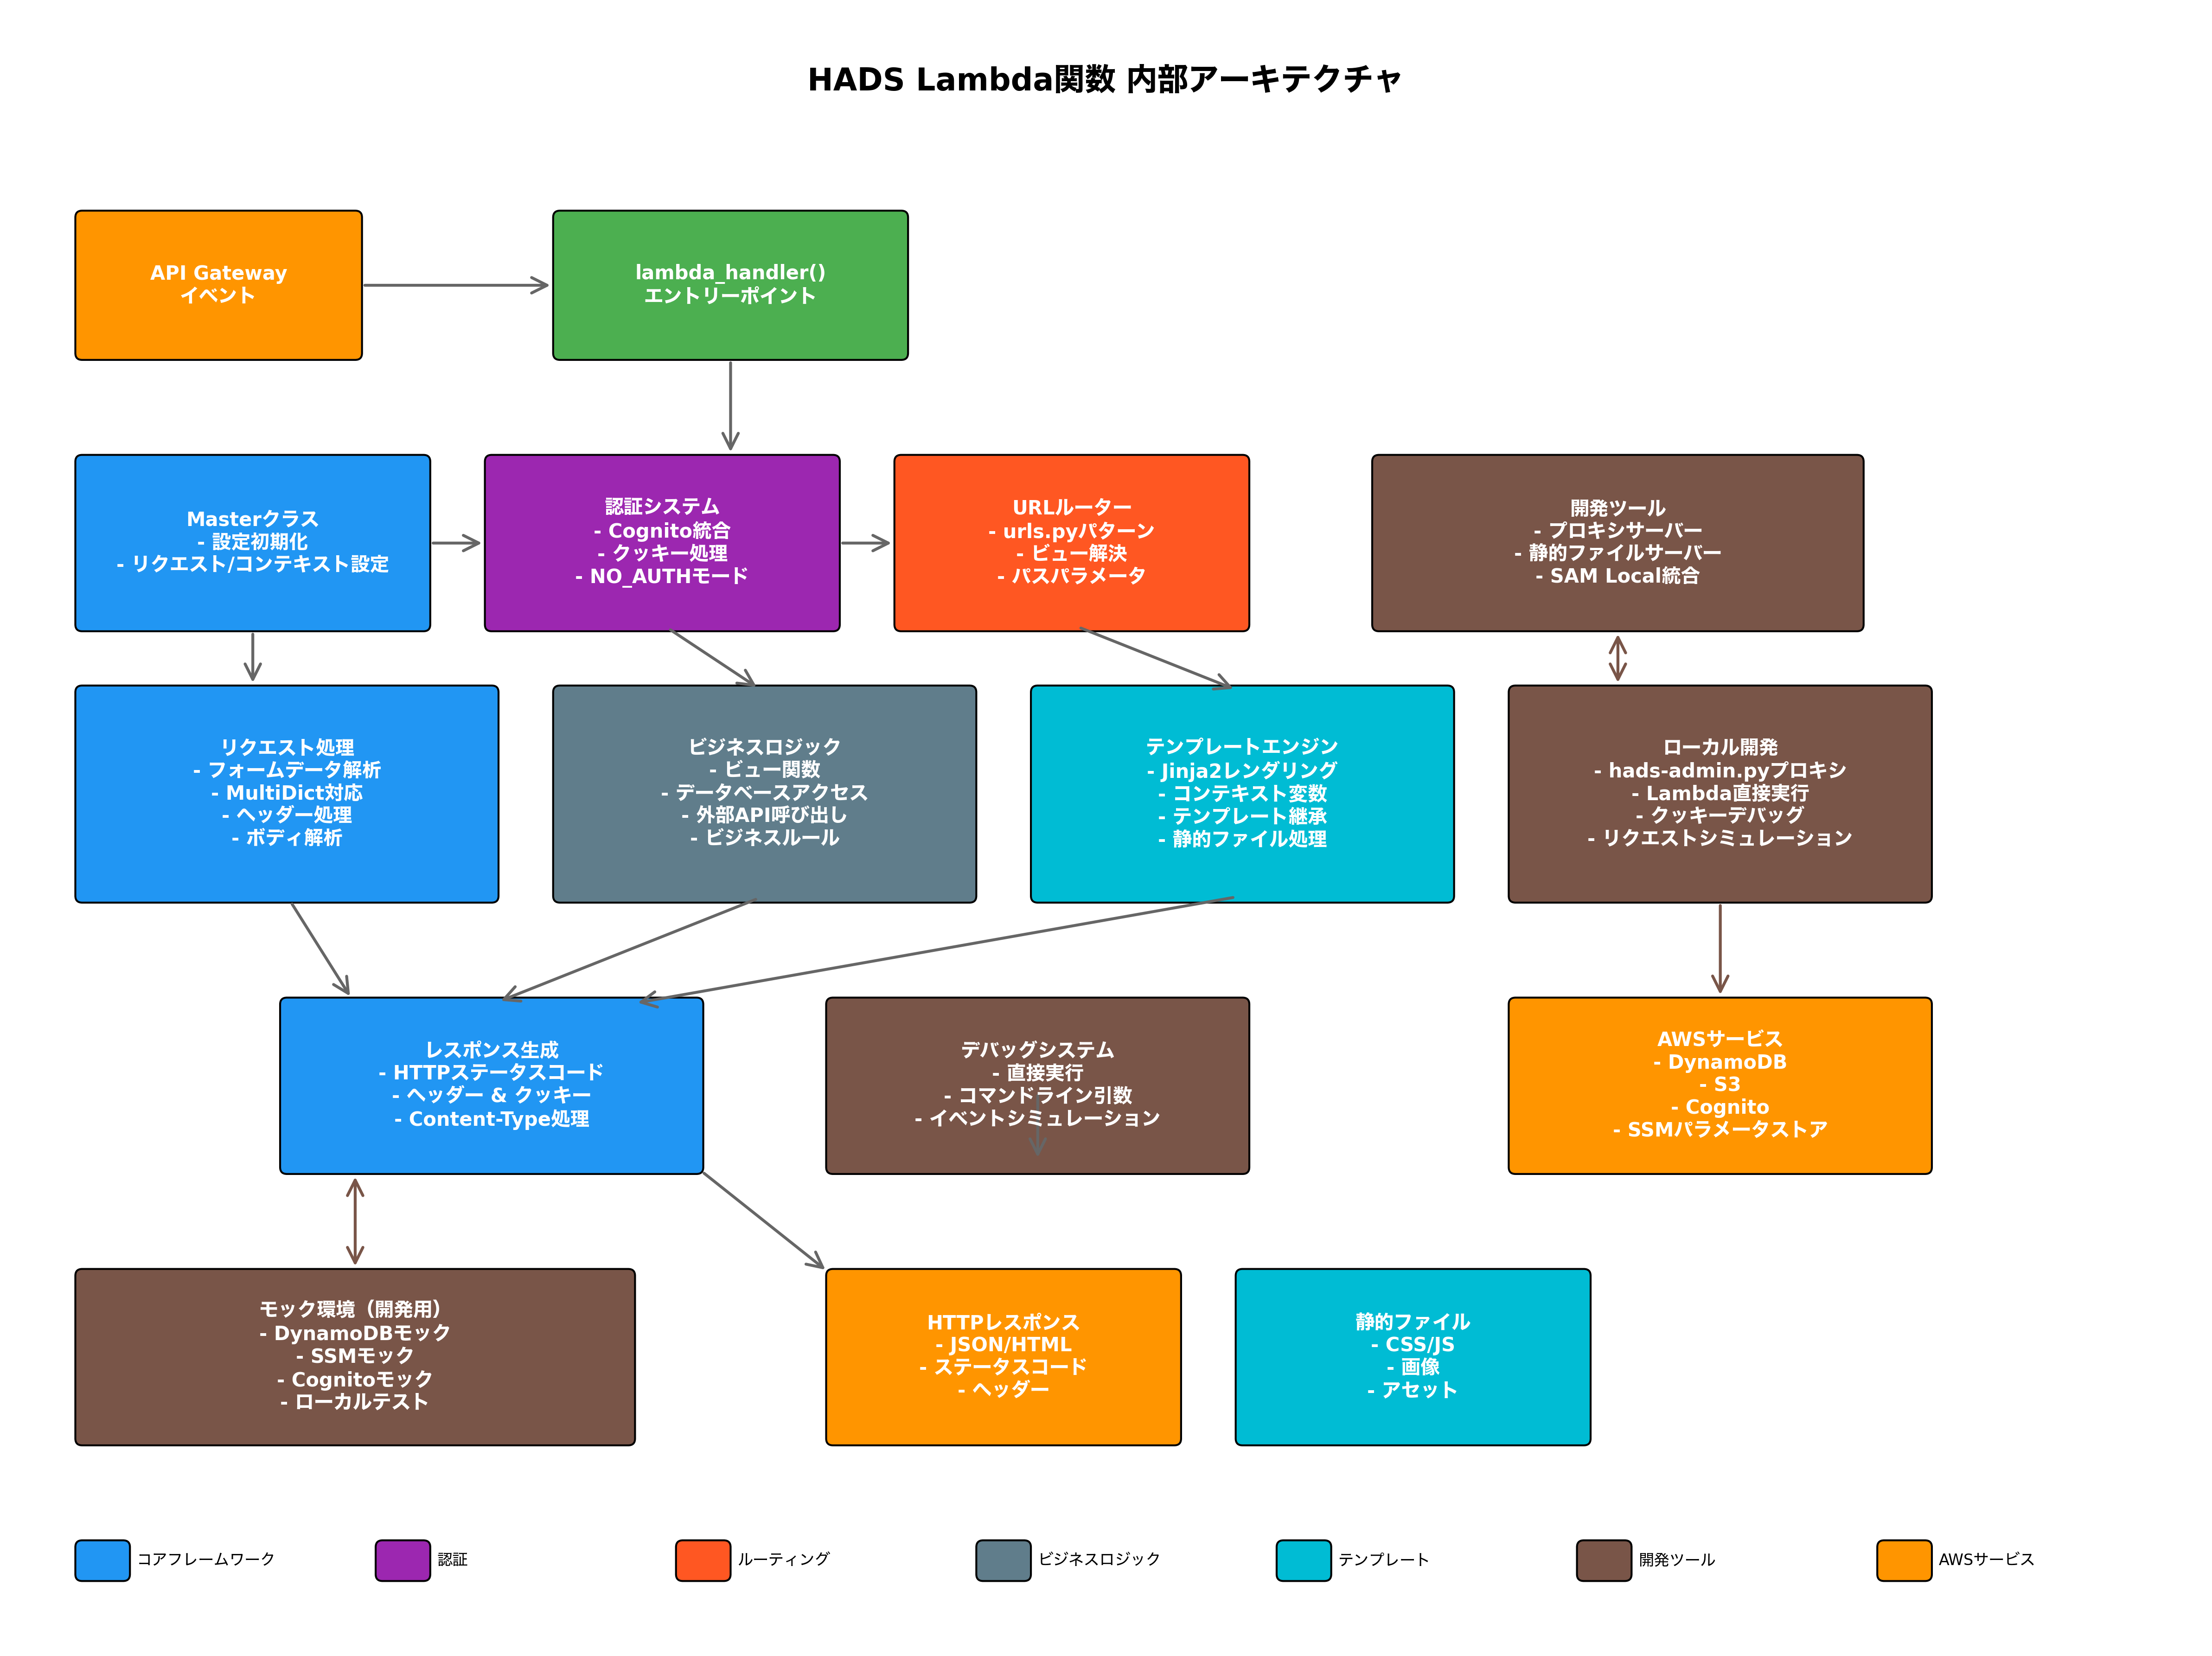 HADS Lambda関数 内部アーキテクチャ
API Gateway
イベント
lambda_handler()
エントリーポイント
Masterクラス
- 設定初期化
- リクエスト/コンテキスト設定
認証システム
- Cognito統合
- クッキー処理
- NO_AUTHモード
URLルーター
- urls.pyパターン
- ビュー解決
- パスパラメータ
開発ツール
- プロキシサーバー
- 静的ファイルサーバー
- SAM Local統合
リクエスト処理
- フォームデータ解析
- MultiDict対応
- ヘッダー処理
- ボディ解析
ビジネスロジック
- ビュー関数
- データベースアクセス
- 外部API呼び出し
- ビジネスルール
テンプレートエンジン
- Jinja2レンダリング
- コンテキスト変数
- テンプレート継承
- 静的ファイル処理
ローカル開発
- hads-admin.pyプロキシ
- Lambda直接実行
- クッキーデバッグ
- リクエストシミュレーション
レスポンス生成
- HTTPステータスコード
- ヘッダー & クッキー
- Content-Type処理
デバッグシステム
- 直接実行
- コマンドライン引数
- イベントシミュレーション
AWSサービス
- DynamoDB
- S3
- Cognito
- SSMパラメータストア
モック環境（開発用）
- DynamoDBモック
- SSMモック
- Cognitoモック
- ローカルテスト
HTTPレスポンス
- JSON/HTML
- ステータスコード
- ヘッダー
静的ファイル
- CSS/JS
- 画像
- アセット
コアフレームワーク
認証
ルーティング
ビジネスロジック
テンプレート
開発ツール
AWSサービス